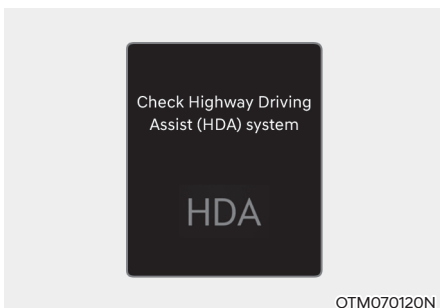 Check Highway Driving
Assist (HDA) system
HDA
OTM070120N